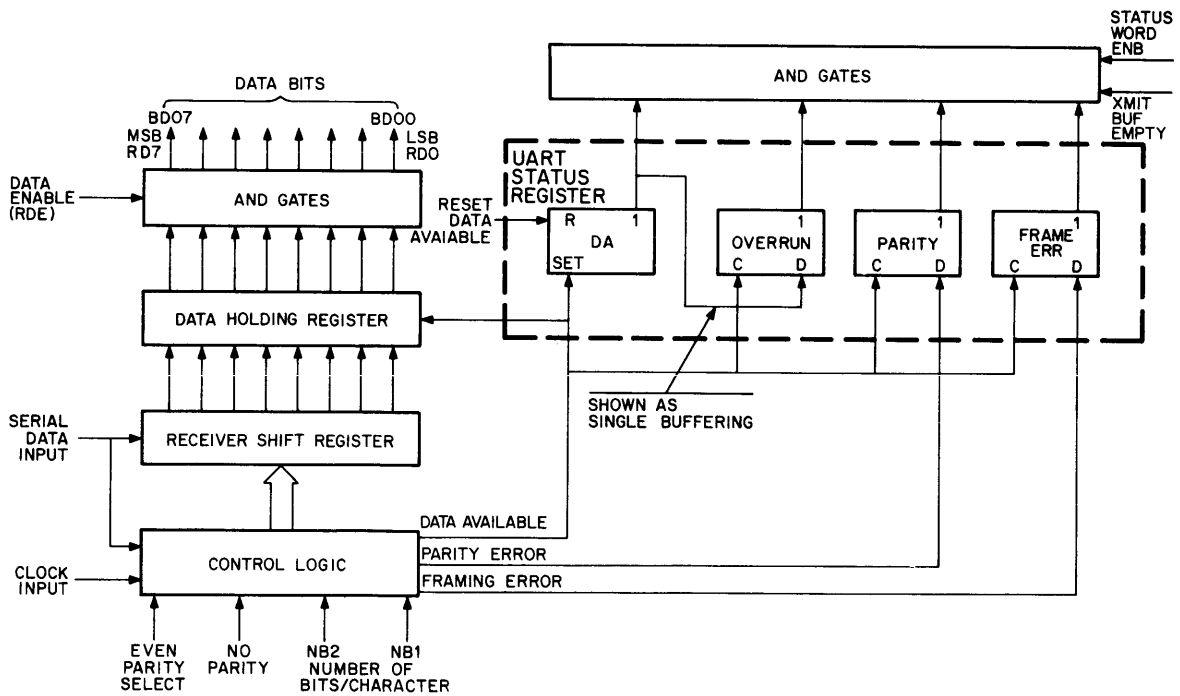 STATUS
WORD
ENB
AND GATES
XMIT
BUF
EMPTY
DATA BITS
BD07
BD00
MSB
RD7
LSB
RD0
DATA
ENABLE
(RDE)
AND GATES
UART
STATUS
REGISTER
RESET
DATA
AVAIABLE
R 1
DA
SET
1
OVERRUN
C D
1
PARITY
C D
1
FRAME
ERR
C D
DATA HOLDING REGISTER
SHOWN AS
SINGLE BUFFERING
SERIAL
DATA
INPUT
RECEIVER SHIFT REGISTER
DATA AVAILABLE
CONTROL LOGIC
PARITY ERROR
CLOCK
INPUT
FRAMING ERROR
EVEN
PARITY
SELECT
NO
PARITY
NB2 NB1
NUMBER OF
BITS/CHARACTER